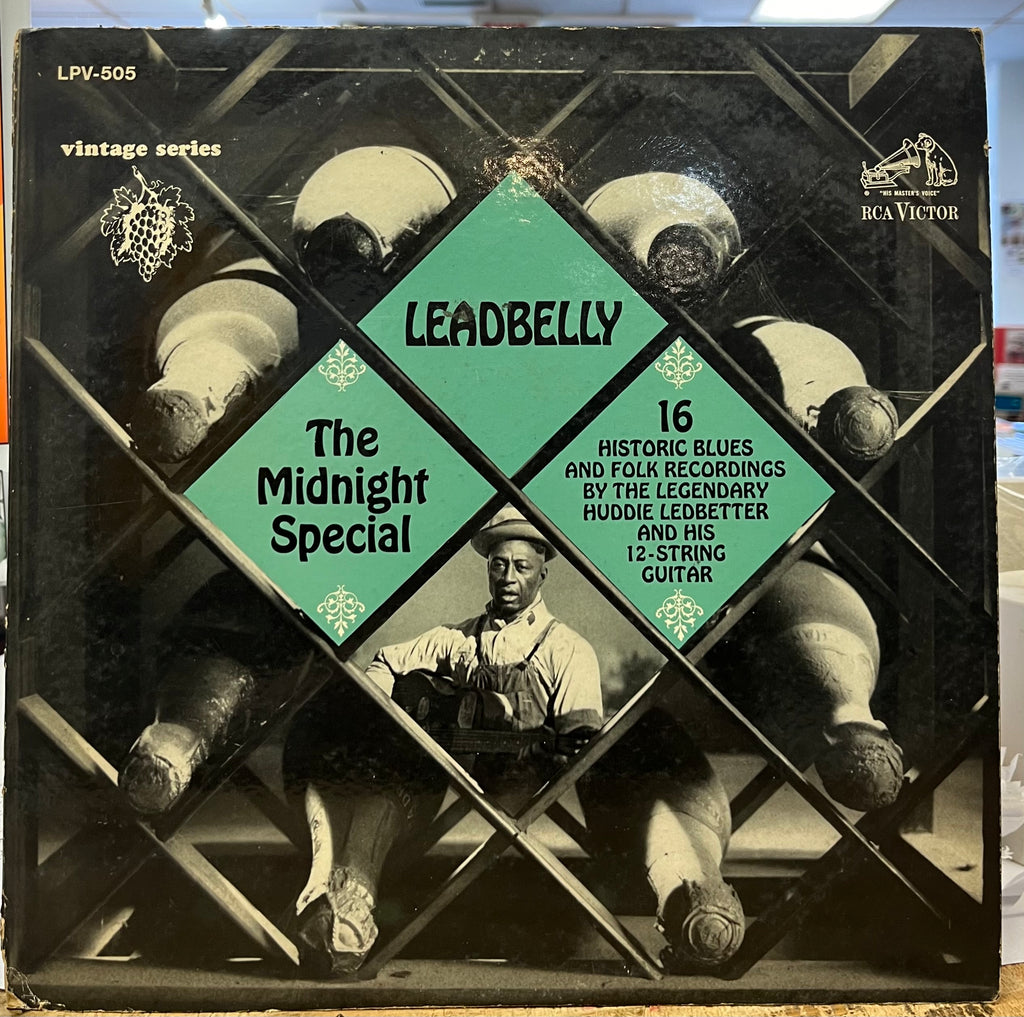 LPV-505
vintage series
"HIS MASTER'S VOICE"
RCA VICTOR
LEADBELLY
The
Midnight
Special
16
HISTORIC BLUES
AND FOLK RECORDINGS
BY THE LEGENDARY
HUDDIE LEDBETTER
AND HIS
12-STRING
GUITAR